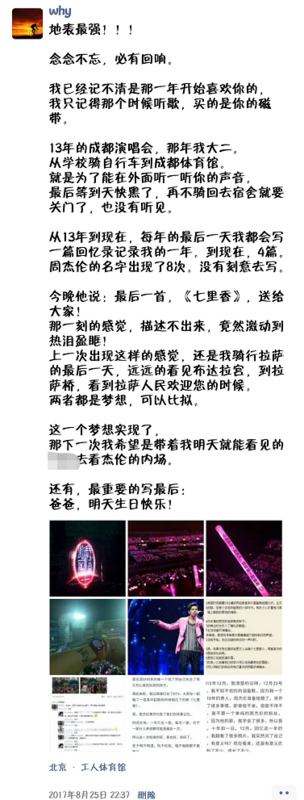 why
地表最强！！！
念念不忘，必有回响。
我已经记不清是那一年开始喜欢你的，
我只记得那个时候听歌，买的是你的磁
带。
13年的成都演唱会，那年我大二。
从学校骑自行车到成都体育馆。
就是为了能在外面听一听你的声音。
最后等到天快黑了，再不骑回去宿舍就要
关门了，也没有听见。
从13年到现在，每年的最后一天我都会写
一篇回忆录记录我的一年，到现在，4篇。
周杰伦的名字出现了8次。没有刻意去写。
今晚他说：最后一首，《七里香》，送给
大家！
那一刻的感觉，描述不出来，竟然激动到
热泪盈眶！
上一次出现这样的感觉，还是我骑行拉萨
的最后一天，远远的看见布达拉宫，到拉
萨桥，看到拉萨人民欢迎您的时候。
两者都是梦想，可以比拟。
这一个梦想实现了，
那下一次我希望是带着我明天就能看见的
去看杰伦的内场。
还有，最重要的写最后：
爸爸，明天生日快乐！
北京 · 工人体育馆
2017年8月25日 22:37 删除